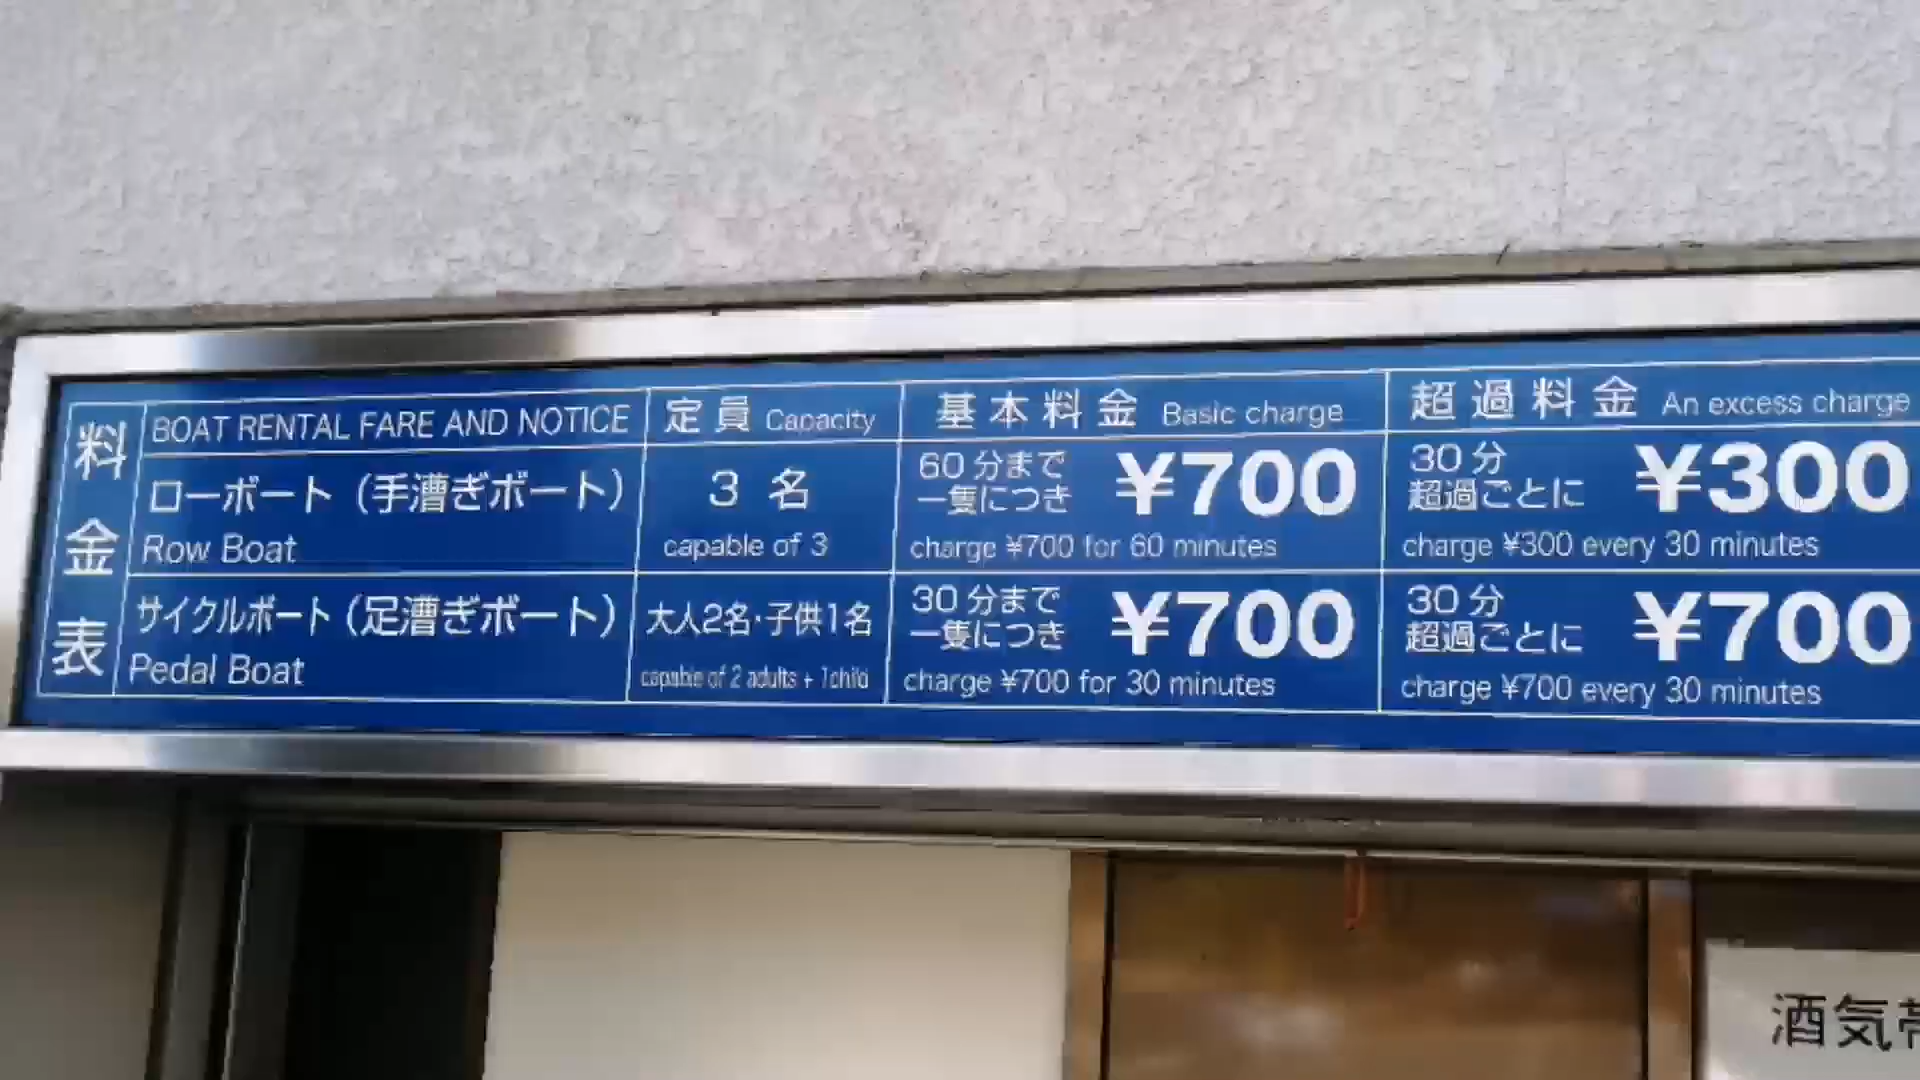 料金表
BOAT RENTAL FARE AND NOTICE
定員 Capacity
基本料金 Basic charge
超過料金 An excess charge
ローボート（手漕ぎボート）
Row Boat
3 名
capable of 3
60分まで
一隻につき
¥700
charge ¥700 for 60 minutes
30分
超過ごとに
¥300
charge ¥300 every 30 minutes
サイクルボート（足漕ぎボート）
Pedal Boat
大人2名・子供1名
capable of 2 adults + 1child
30分まで
一隻につき
¥700
charge ¥700 for 30 minutes
30分
超過ごとに
¥700
charge ¥700 every 30 minutes
酒気帯